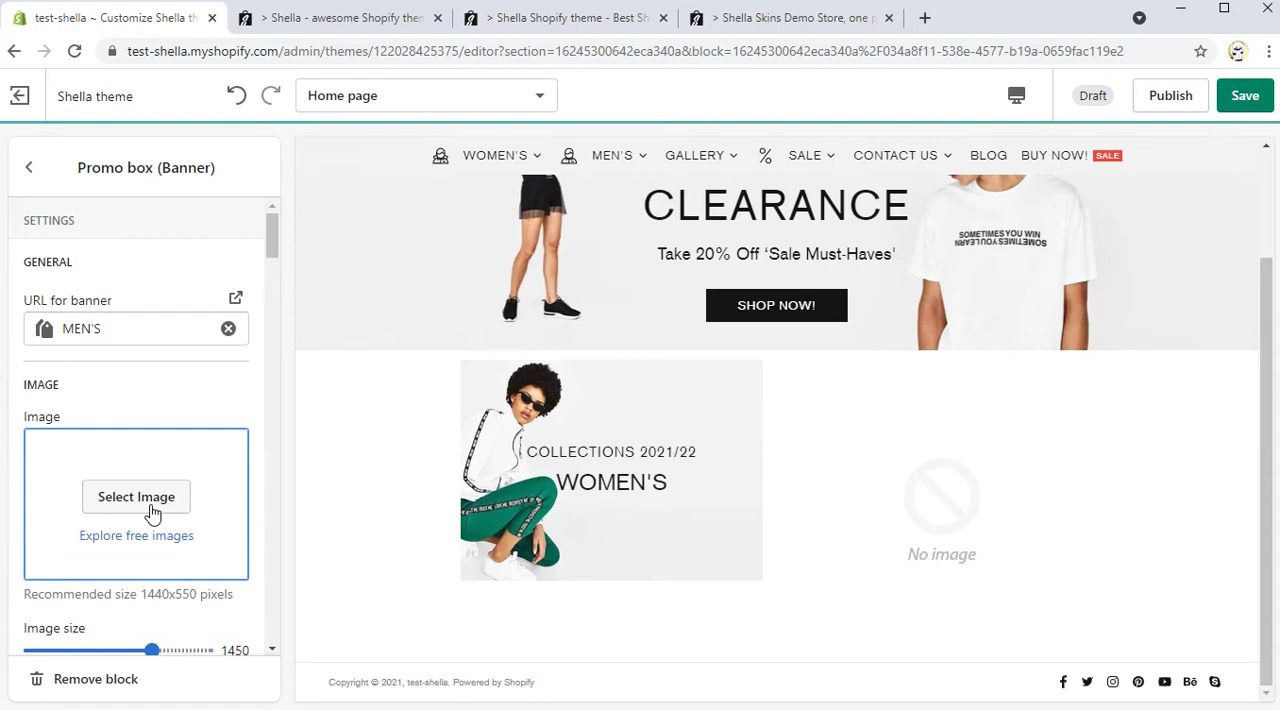 test-shella ~ Customize Shella th
> Shella - awesome Shopify them
> Shella Shopify theme - Best Sh
> Shella Skins Demo Store, one p
test-shella.myshopify.com/admin/themes/122028425375/editor?section=16245300642eca340a&block=16245300642eca340a%2F034a8f11-538e-4577-b19a-0659fac119e2
Shella theme
Home page
Draft
Publish
Save
Promo box (Banner)
SETTINGS
GENERAL
URL for banner
MEN'S
IMAGE
Image
Select Image
Explore free images
Recommended size 1440x550 pixels
Image size
1450
Remove block
WOMEN'S
MEN'S
GALLERY
SALE
CONTACT US
BLOG
BUY NOW!
SALE
CLEARANCE
Take 20% Off ‘Sale Must-Haves’
SHOP NOW!
SOMETIMES YOU WIN
SOMETIMES YOU LEARN
COLLECTIONS 2021/22
WOMEN'S
No image
Copyright © 2021, test-shella. Powered by Shopify